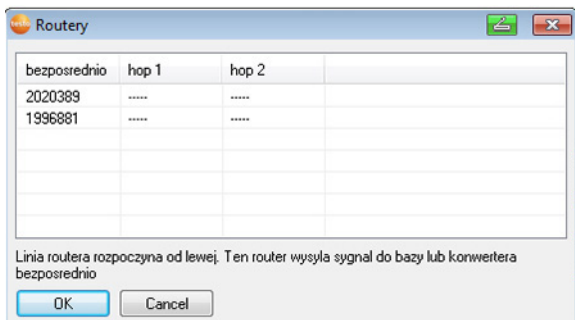 testo Routery
bezposrednio hop 1 hop 2
2020389 ----- -----
1996881 ----- -----
Linia routera rozpoczyna od lewej. Ten router wysyla sygnal do bazy lub konwertera
bezposrednio
OK Cancel